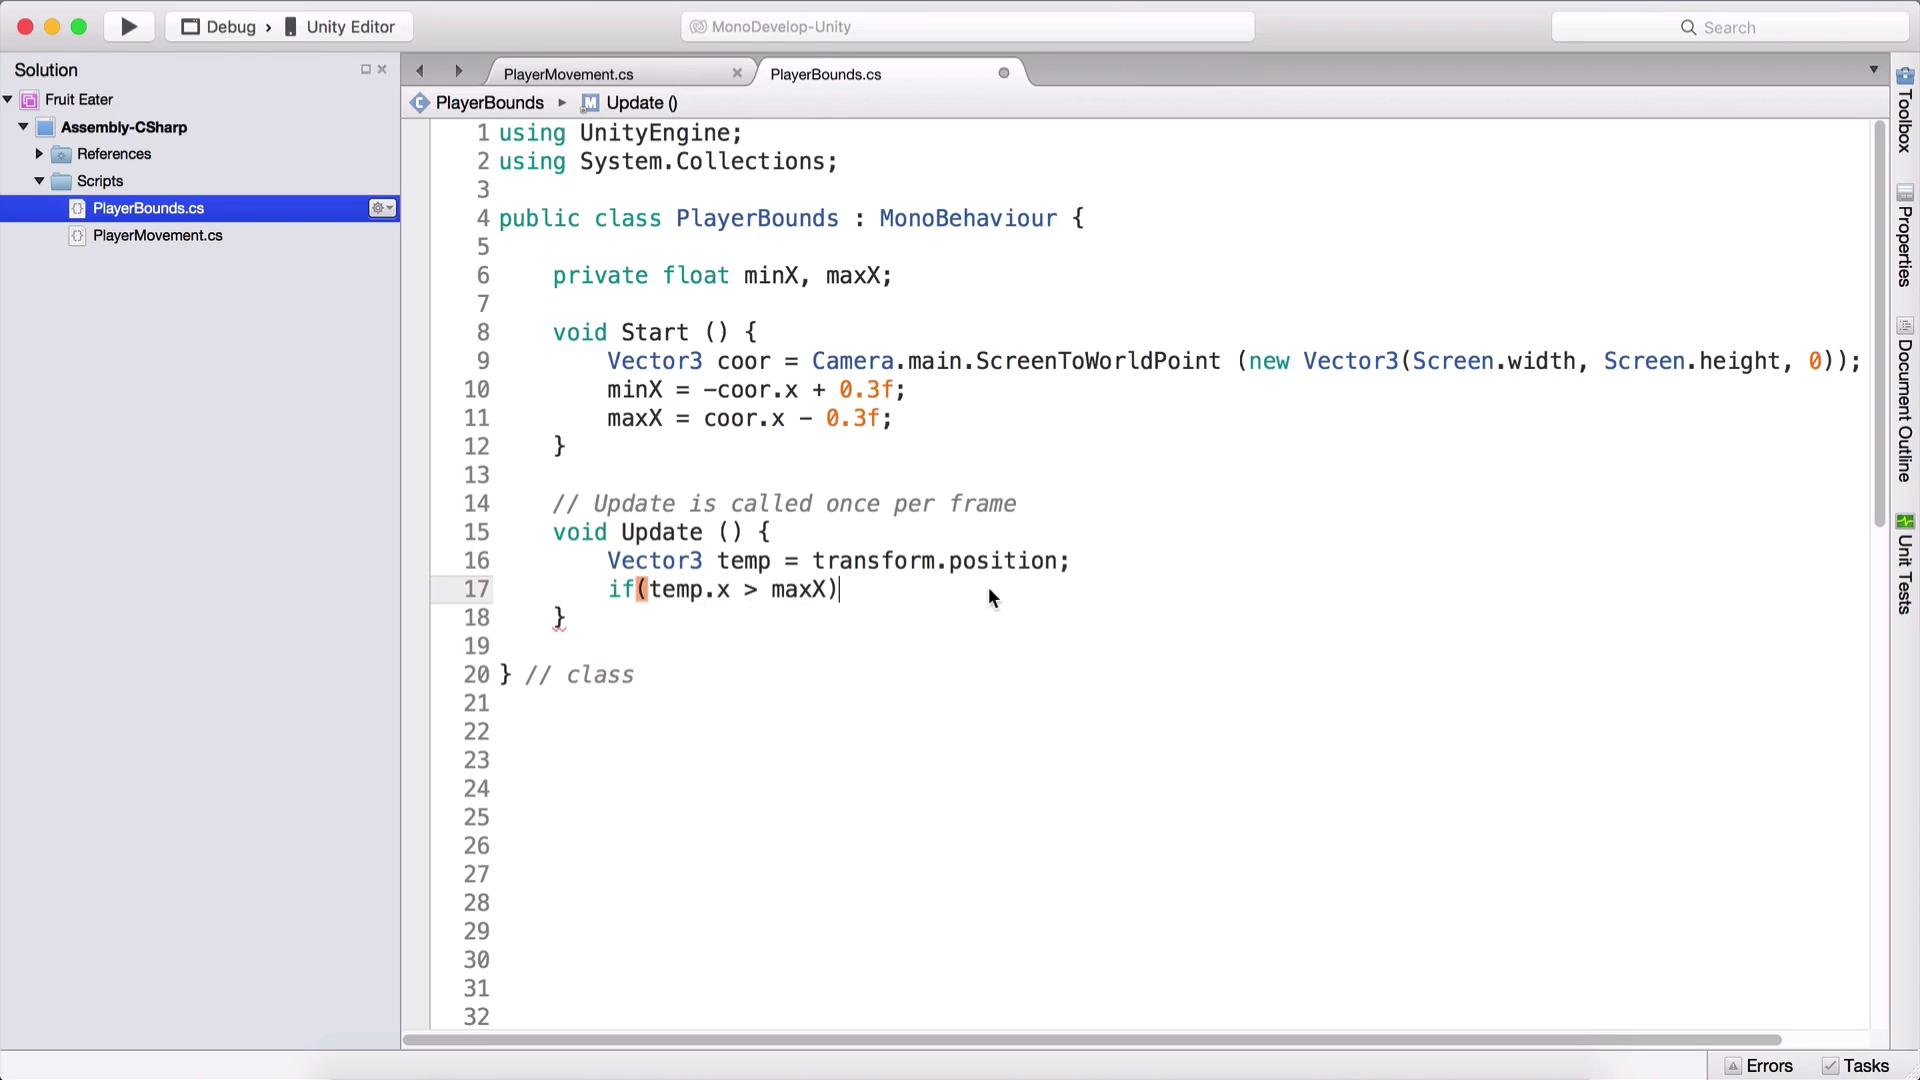 Debug › Unity Editor
MonoDevelop-Unity
Search
Solution
Fruit Eater
Assembly-CSharp
References
Scripts
PlayerBounds.cs
PlayerMovement.cs
PlayerMovement.cs
PlayerBounds.cs
PlayerBounds
Update ()
1 using UnityEngine;
2 using System.Collections;
3
4 public class PlayerBounds : MonoBehaviour {
5
6 private float minX, maxX;
7
8 void Start () {
9 Vector3 coor = Camera.main.ScreenToWorldPoint (new Vector3(Screen.width, Screen.height, 0));
10 minX = -coor.x + 0.3f;
11 maxX = coor.x - 0.3f;
12 }
13
14 // Update is called once per frame
15 void Update () {
16 Vector3 temp = transform.position;
17 if(temp.x > maxX)
18 }
19
20 } // class
21
22
23
24
25
26
27
28
29
30
31
32
Toolbox
Properties
Document Outline
Unit Tests
Errors
Tasks